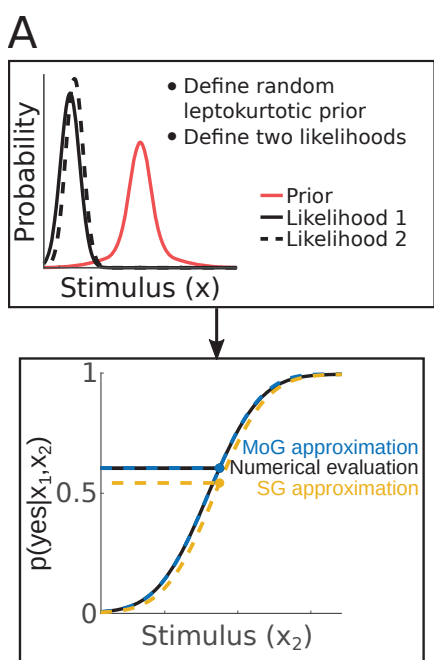 A
• Define random
leptokurtotic prior
• Define two likelihoods
Probability
Prior
Likelihood 1
Likelihood 2
Stimulus (x)
1
p(yes|x₁,x₂)
MoG approximation
Numerical evaluation
0.5
SG approximation
0
Stimulus (x₂)